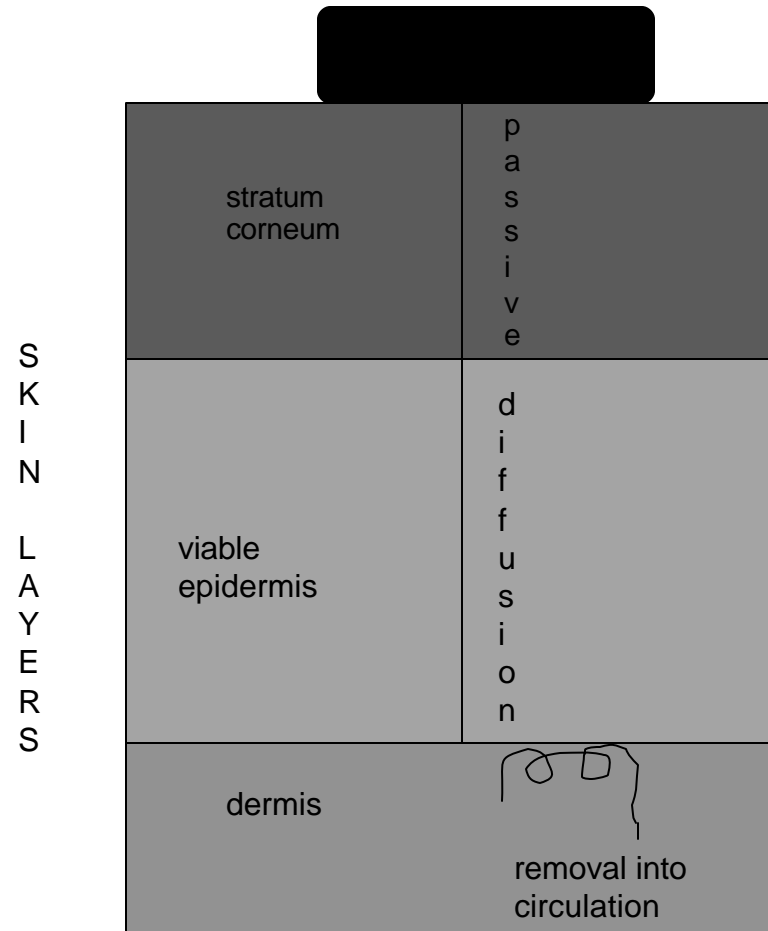 SKIN LAYERS
stratum
corneum
passive
viable
epidermis
diffusion
dermis
removal into
circulation